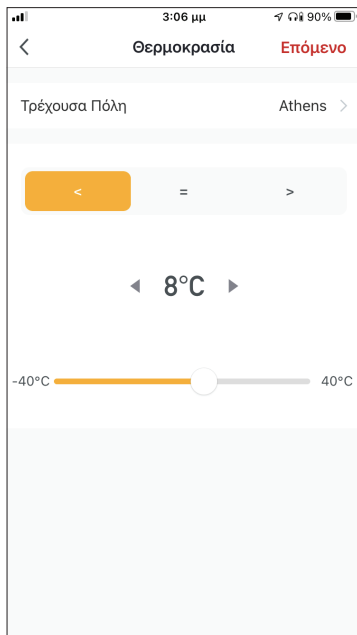 3:06 μμ 90%
Θερμοκρασία Επόμενο
Τρέχουσα Πόλη Athens
< = >
8°C
-40°C 40°C